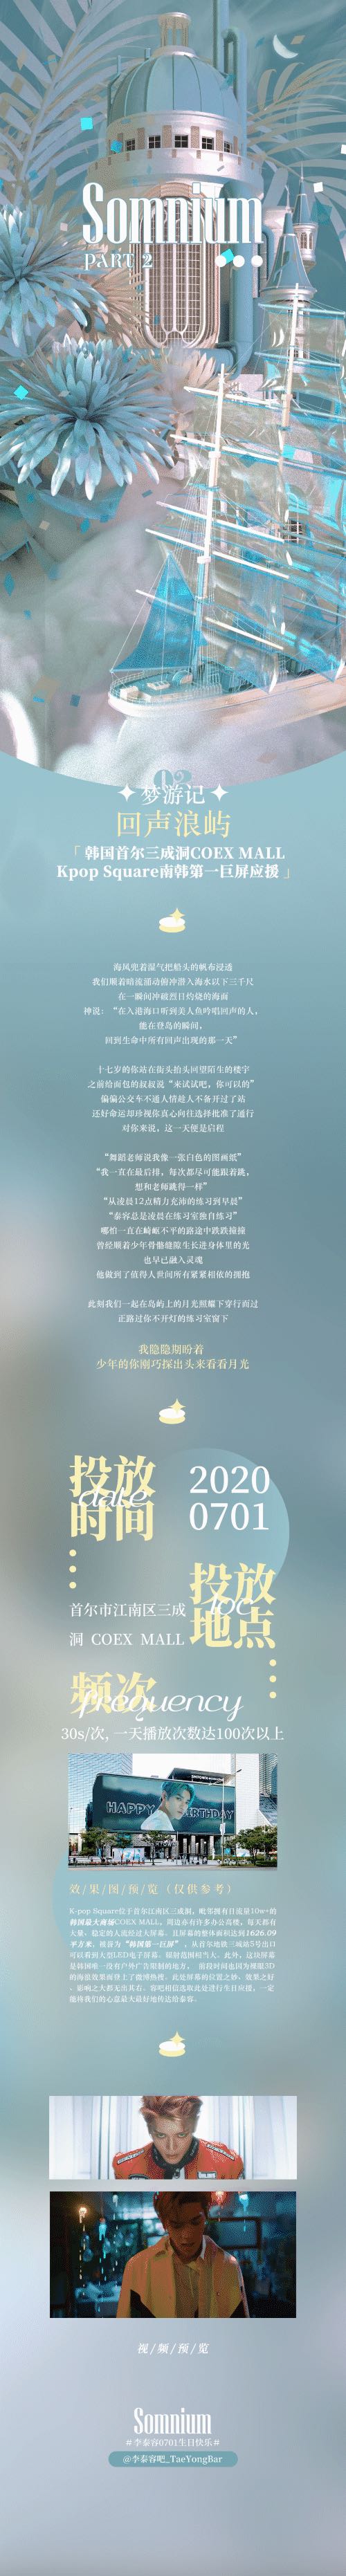 Somnium
PART 2
02
梦游记
回声浪屿
「 韩国首尔三成洞COEX MALL
Kpop Square南韩第一巨屏应援 」
海风兜着湿气把船头的帆布浸透
我们顺着暗流涌动俯冲潜入海水以下三千尺
在一瞬间冲破烈日灼烧的海面
神说：“在入港海口听到美人鱼吟唱回声的人，
能在登岛的瞬间，
回到生命中所有回声出现的那一天”
十七岁的你站在街头抬头回望陌生的楼宇
之前给面包的叔叔说“来试试吧，你可以的”
偏偏公交车不通人情趁人不备开过了站
还好命运却珍视你真心向往选择批准了通行
对你来说，这一天便是启程
“舞蹈老师说我像一张白色的图画纸”
“我一直在最后排，每次都尽可能跟着跳，
想和老师跳得一样”
“从凌晨12点精力充沛的练习到早晨”
“泰容总是凌晨在练习室独自练习”
哪怕一直在崎岖不平的路途中跌跌撞撞
曾经顺着少年骨骼缝隙生长进身体里的光
也早已融入灵魂
他做到了值得人世间所有紧紧相依的拥抱
此刻我们一起在岛屿上的月光照耀下穿行而过
正路过你不开灯的练习室窗下
我隐隐期盼着
少年的你刚巧探出头来看看月光
投放
时间
date
2020
0701
投放
地点
loc
首尔市江南区三成
洞 COEX MALL
频次
frequency
30s/次, 一天播放次数达100次以上
HAPPY BIRTHDAY
效/果/图/预/览（仅供参考）
K-pop Square位于首尔江南区三成洞，毗邻拥有日流量10w+的
韩国最大商场COEX MALL，周边亦有许多办公高楼，每天都有
大量、稳定的人流经过大屏幕。且屏幕的整体面积达到1626.09
平方米，被喻为“韩国第一巨屏”，从首尔地铁三成站5号出口
可以看到大型LED电子屏幕，辐射范围相当大。此外，这块屏幕
是韩国唯一设有户外广告限制的地方， 前段时间也因为裸眼3D
的海浪效果而登上了微博热搜。此处屏幕的位置之妙、效果之好
、影响之大都无出其右。容吧相信选取此处进行生日应援，一定
能将我们的心意最大最好地传达给泰容。
视/频/预/览
Somnium
#李泰容0701生日快乐#
@李泰容吧_TaeYongBar